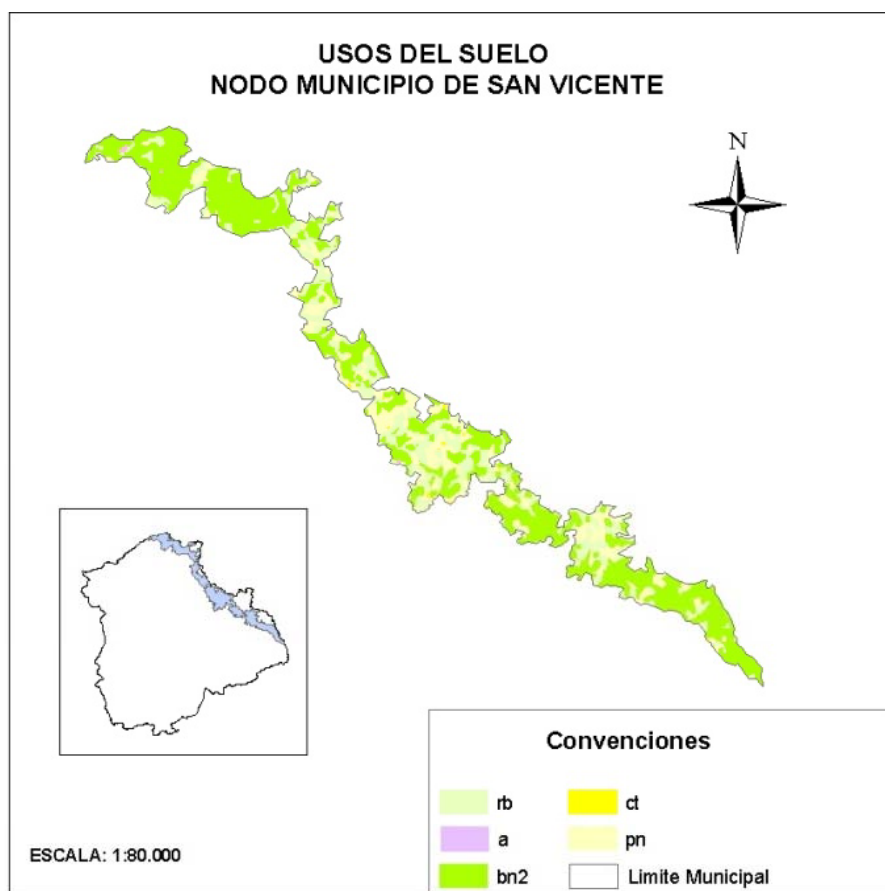 USOS DEL SUELO
NODO MUNICIPIO DE SAN VICENTE
N
Convenciones
rb
ct
a
pn
bn2
Limite Municipal
ESCALA: 1:80.000